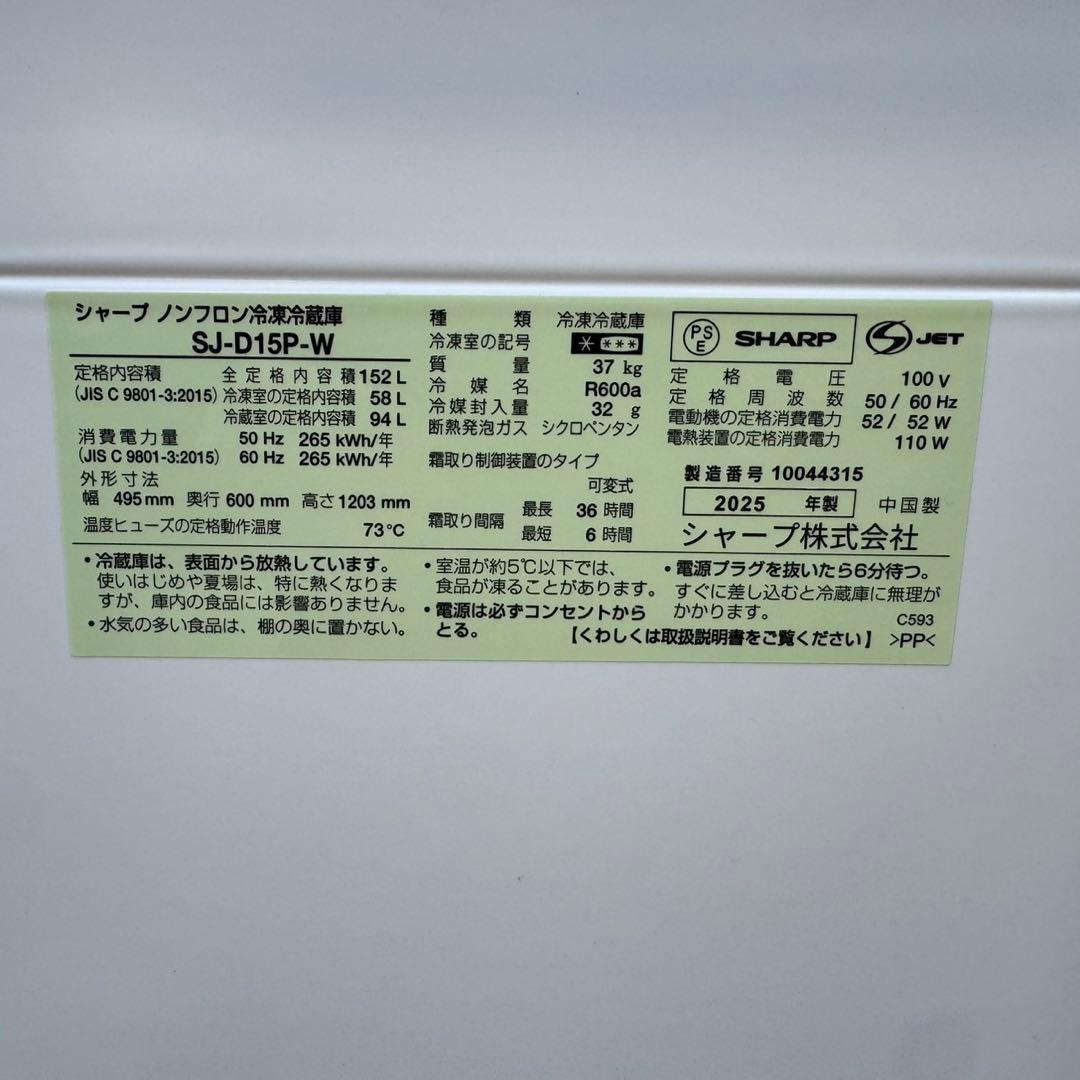 シャープ ノンフロン冷凍冷蔵庫
SJ-D15P-W
定格内容積 全定格内容積 152 L
(JIS C 9801-3:2015) 冷凍室の定格内容積 58 L
冷蔵室の定格内容積 94 L
消費電力量 50 Hz 265 kWh/年
(JIS C 9801-3:2015) 60 Hz 265 kWh/年
外形寸法
幅 495 mm 奥行 600 mm 高さ 1203 mm
温度ヒューズの定格動作温度 73℃
種類 冷凍冷蔵庫
冷凍室の記号 ****
質量 37 kg
冷媒名 R600a
冷媒封入量 32 g
断熱発泡ガス シクロペンタン
霜取り制御装置のタイプ
可変式
霜取り間隔 最長 36 時間
最短 6 時間
PSE SHARP JET
定格電圧 100 V
定格周波数 50 / 60 Hz
電動機の定格消費電力 52 / 52 W
電熱装置の定格消費電力 110 W
製造番号 10044315
2025 年製 中国製
シャープ株式会社
・冷蔵庫は、表面から放熱しています。
使いはじめや夏場は、特に熱くなりま
すが、庫内の食品には影響ありません。
・水気の多い食品は、棚の奥に置かない。
・室温が約5℃以下では、
食品が凍ることがあります。
・電源は必ずコンセントから
とる。
・電源プラグを抜いたら6分待つ。
すぐに差し込むと冷蔵庫に無理が
かかります。
C593
【くわしくは取扱説明書をご覧ください】 >PP<